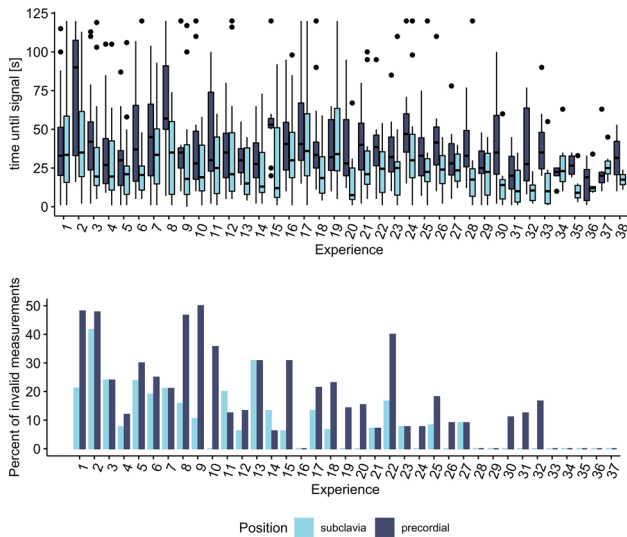 time until signal [s]
125
100
75
50
25
0
1 2 3 4 5 6 7 8 9 10 11 12 13 14 15 16 17 18 19 20 21 22 23 24 25 26 27 28 29 30 31 32 33 34 35 36 37 38
Experience
Percent of invalid measurements
50
40
30
20
10
0
1 2 3 4 5 6 7 8 9 10 11 12 13 14 15 16 17 18 19 20 21 22 23 24 25 26 27 28 29 30 31 32 33 34 35 36 37
Experience
Position subclavia precordial